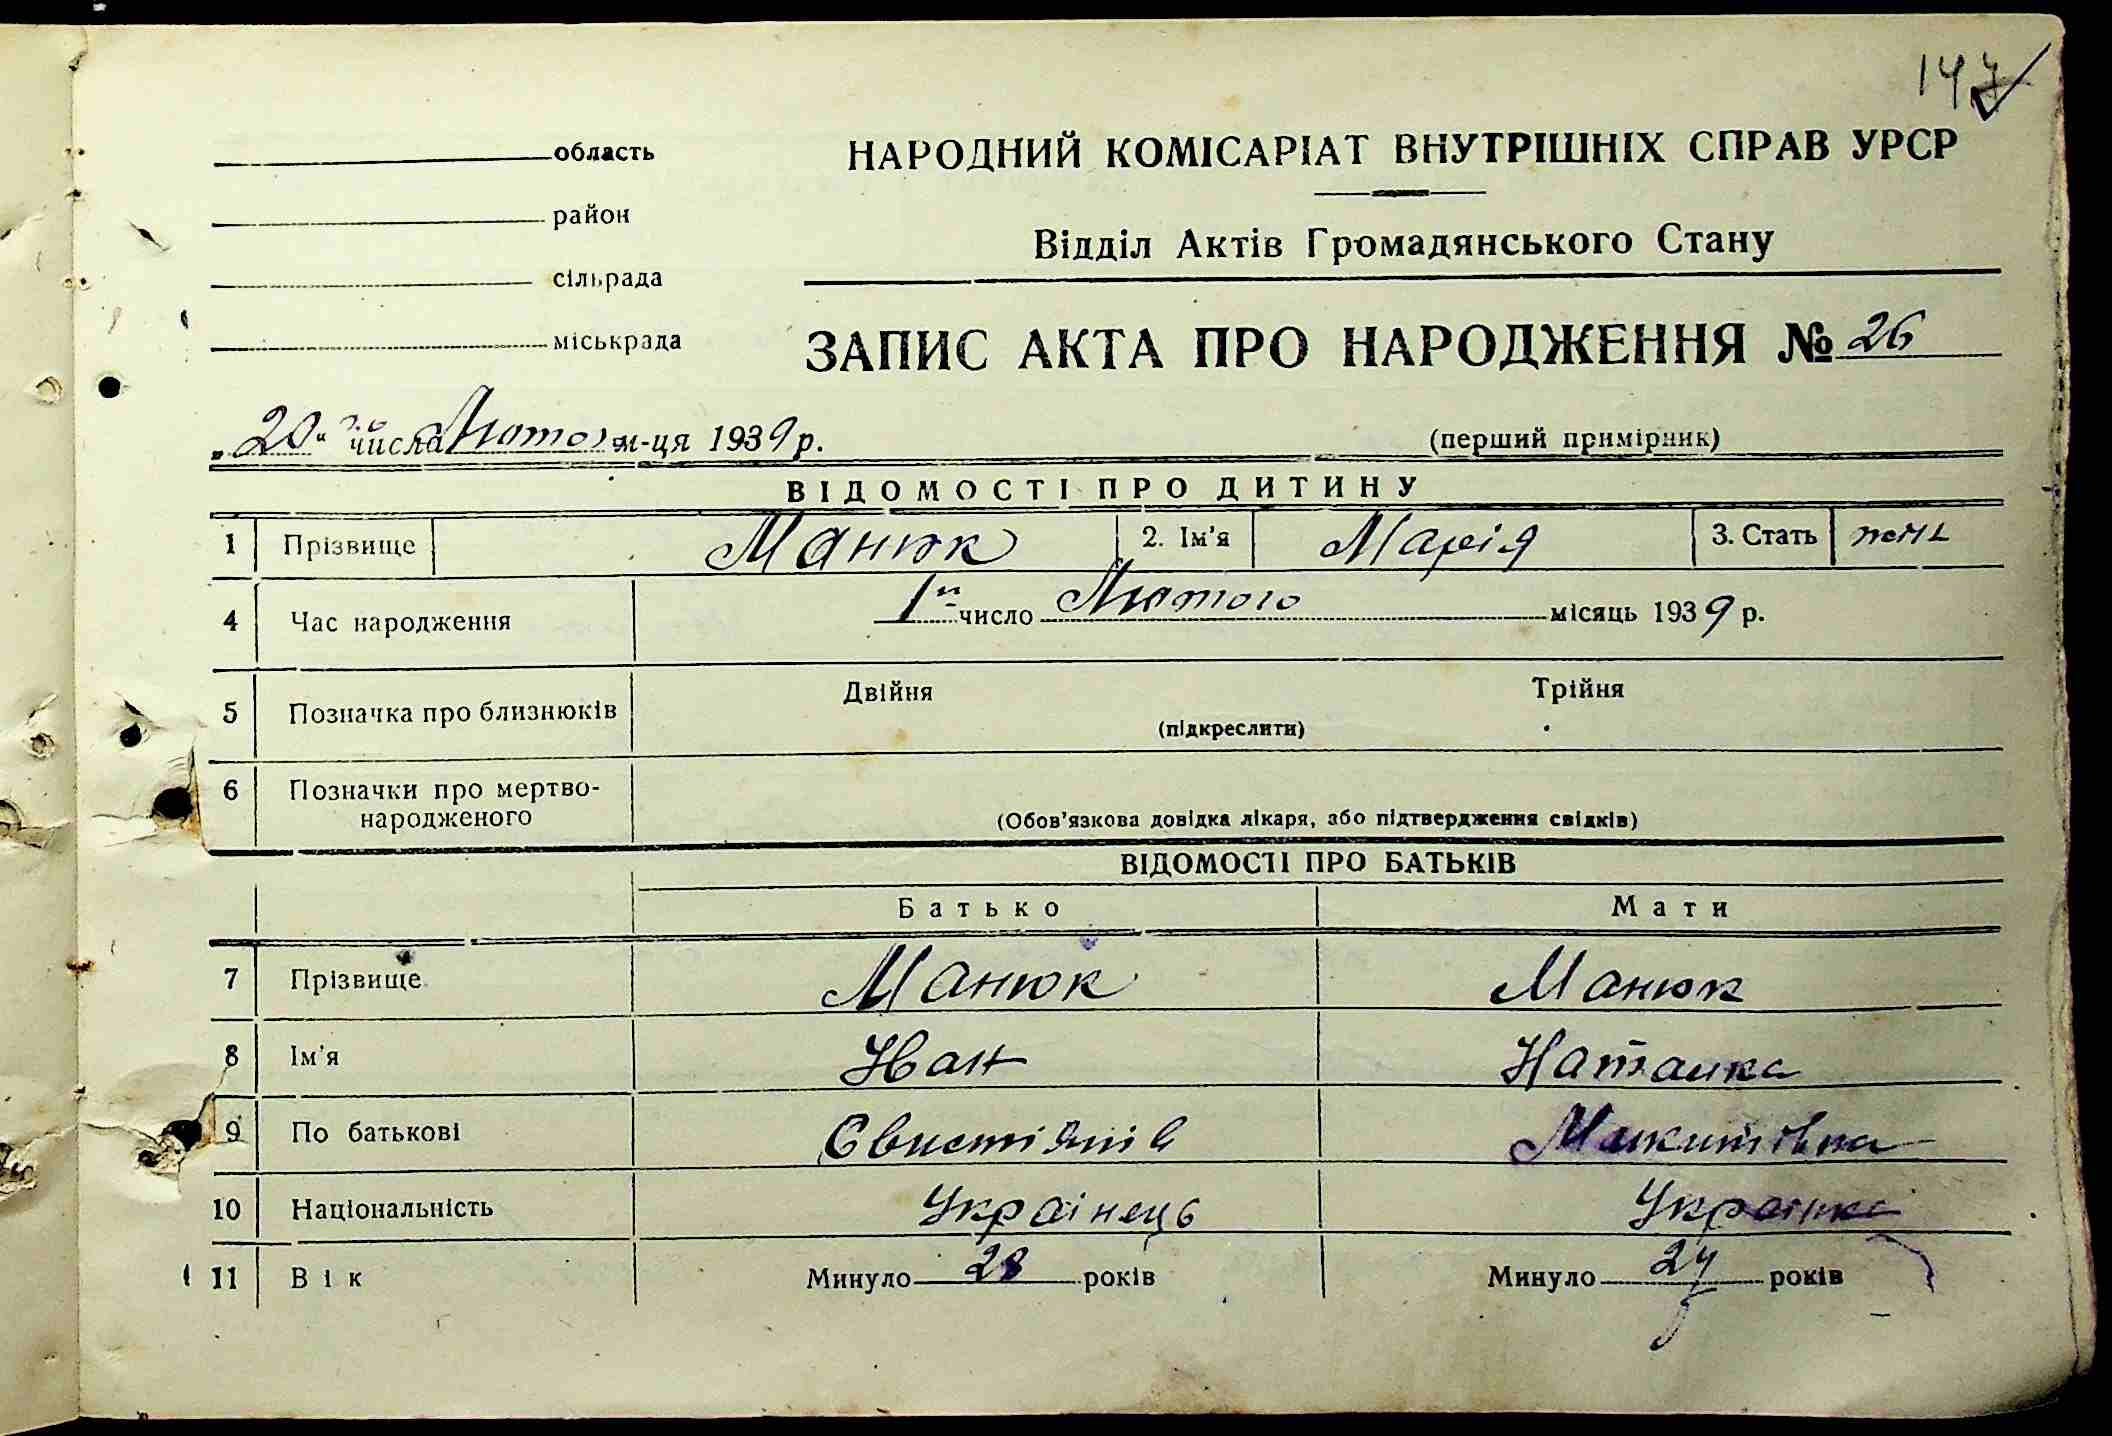 147
область
НАРОДНИЙ КОМІСАРІАТ ВНУТРІШНІХ СПРАВ УРСР
район
Відділ Актів Громадянського Стану
сільрада
міськрада
ЗАПИС АКТА ПРО НАРОДЖЕННЯ № 26
„20“ числа Лютого м-ця 1939 р.
(перший примірник)
ВІДОМОСТІ ПРО ДИТИНУ
1 Прізвище Манюк 2. Ім'я Марія 3. Стать
4 Час народження 1 число Лютого місяць 1939 р.
5 Позначка про близнюків Двійня Трійня
(підкреслити)
6 Позначки про мертво-
народженого
(Обов'язкова довідка лікаря, або підтвердження свідків)
ВІДОМОСТІ ПРО БАТЬКІВ
Батько Мати
7 Прізвище Манюк Манюк
8 Ім'я Іван Наталка
9 По батькові Микитівна
10 Національність Українець Українка
11 Вік Минуло 28 років Минуло років